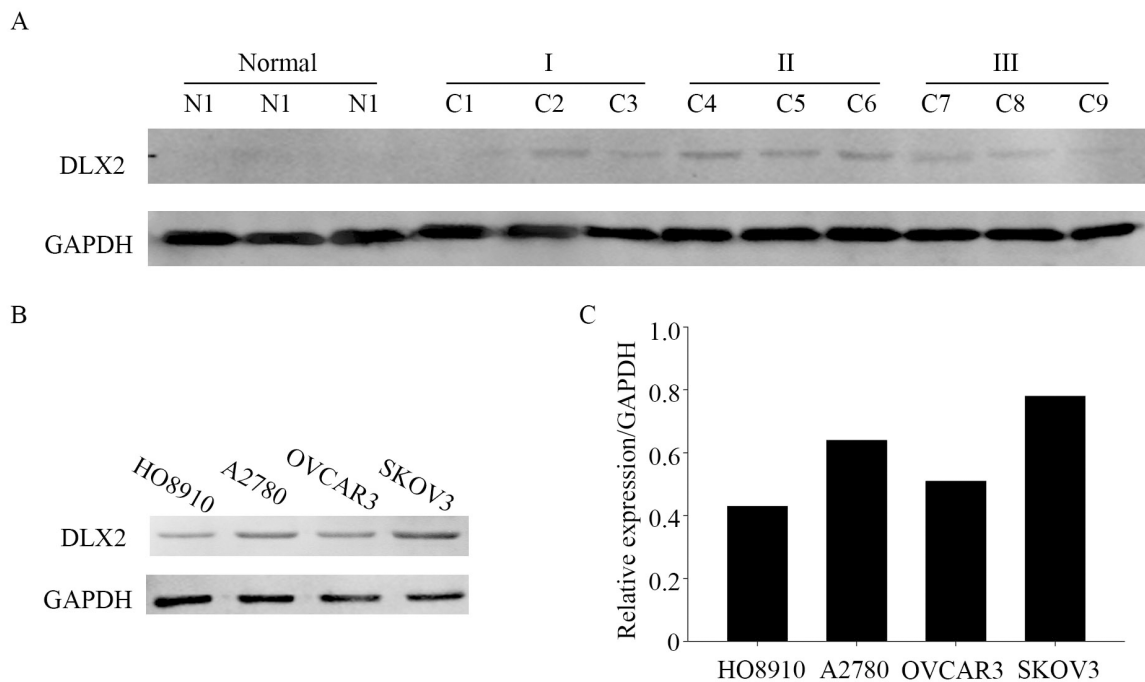 A
Normal I II III
N1 N1 N1 C1 C2 C3 C4 C5 C6 C7 C8 C9
DLX2
GAPDH
B
HO8910 A2780 OVCAR3 SKOV3
DLX2
GAPDH
C
Relative expression/GAPDH
1.0
0.8
0.6
0.4
0.2
0
HO8910 A2780 OVCAR3 SKOV3